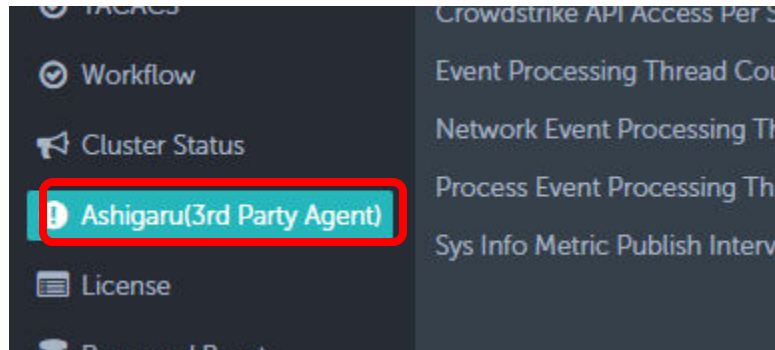 TACACS
Workflow
Cluster Status
Ashigaru(3rd Party Agent)
License
Crowdstrike API Access Per
Event Processing Thread
Network Event Processing
Process Event Processing
Sys Info Metric Publish